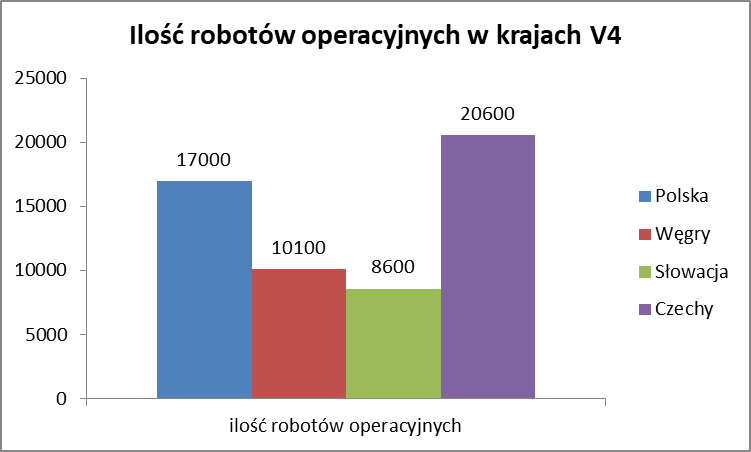 Ilość robotów operacyjnych w krajach V4
25000
20000
15000
10000
5000
0
17000
10100
8600
20600
ilość robotów operacyjnych
Polska
Węgry
Słowacja
Czechy